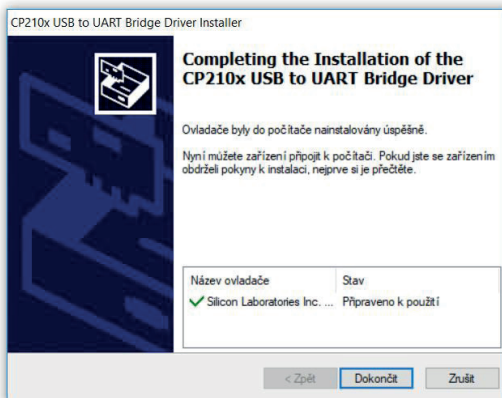 CP210x USB to UART Bridge Driver Installer
Completing the Installation of the
CP210x USB to UART Bridge Driver
Ovladače byly do počítače nainstalovány úspěšně.
Nyní můžete zařízení připojit k počítači. Pokud jste se zařízením
obdrželi pokyny k instalaci, nejprve si je přečtěte.
Název ovladače Stav
Silicon Laboratories Inc. ... Připraveno k použití
< Zpět Dokončit Zrušit